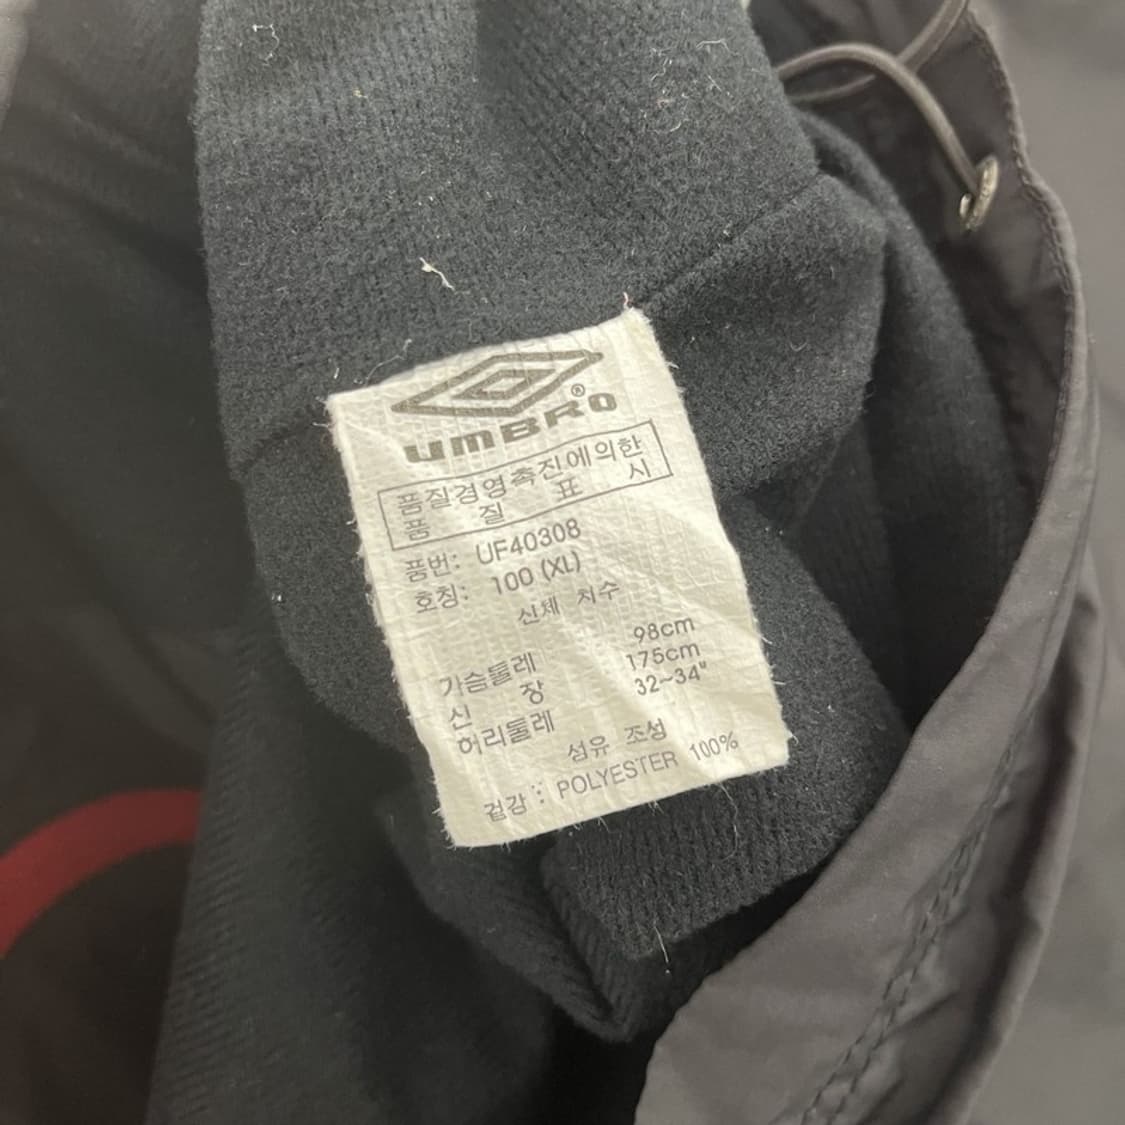 UMBRO®
품질경영촉진에의한
품 질 표 시
품번: UF40308
호칭: 100 (XL)
신체 치수
가슴둘레 98cm
신 장 175cm
허리둘레 32~34"
섬유 조성
겉감: POLYESTER 100%